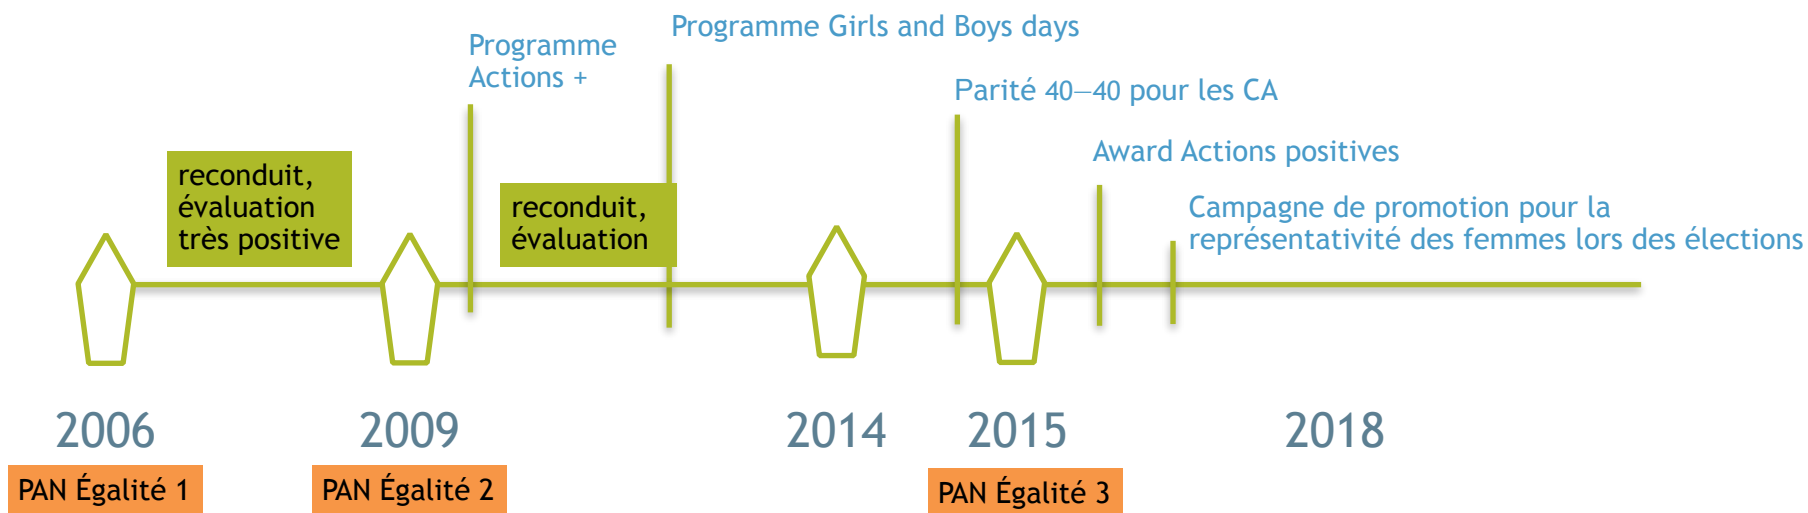 Programme Girls and Boys days
Programme
Actions +
Parité 40–40 pour les CA
Award Actions positives
reconduit,
évaluation
très positive
reconduit,
évaluation
Campagne de promotion pour la
représentativité des femmes lors des élections
2006
2009
2014
2015
2018
PAN Égalité 1
PAN Égalité 2
PAN Égalité 3